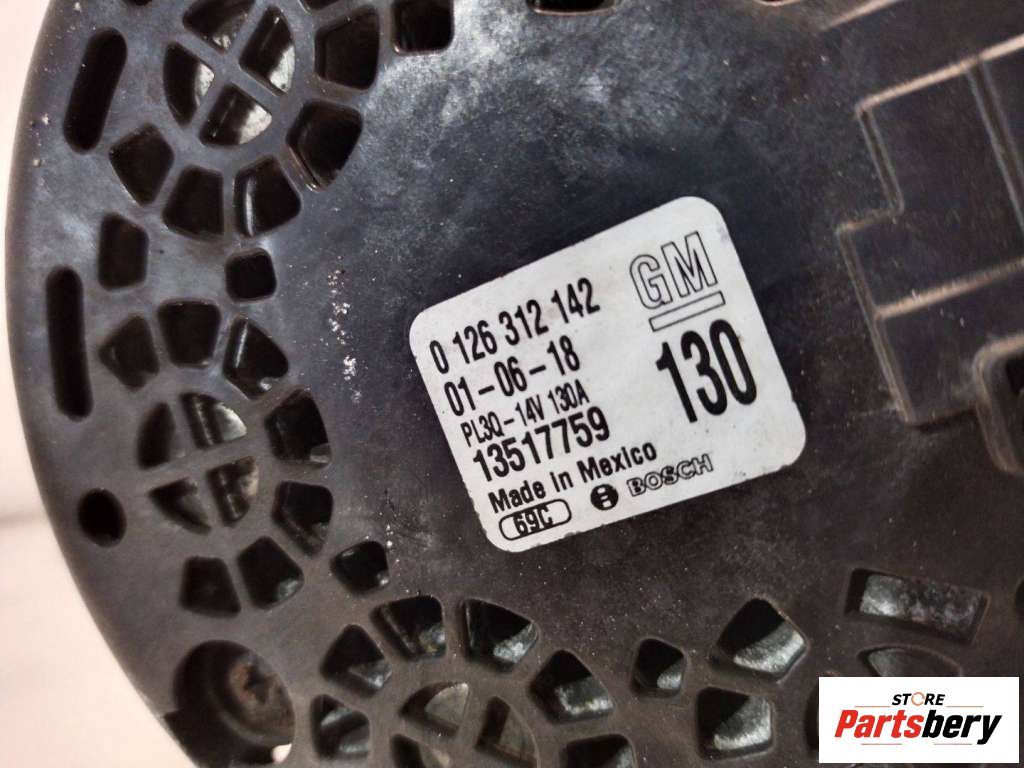 0 126 312 142
01-06-18
PL3Q-14V 130A
13517759
Made In Mexico
69C
BOSCH
GM
130
STORE
Partsbery